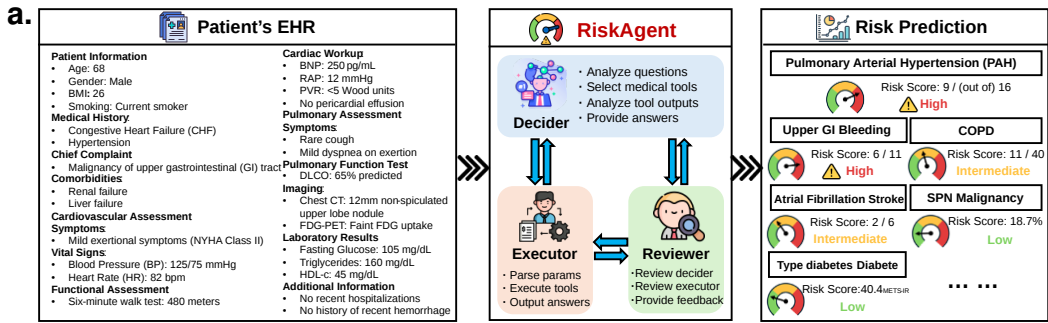 a.
Patient's EHR
Patient Information
• Age: 68
• Gender: Male
• BMI: 26
• Smoking: Current smoker
Medical History:
• Congestive Heart Failure (CHF)
• Hypertension
Chief Complaint
• Malignancy of upper gastrointestinal (GI) tract
Comorbidities:
• Renal failure
• Liver failure
Cardiovascular Assessment
Symptoms:
• Mild exertional symptoms (NYHA Class II)
Vital Signs:
• Blood Pressure (BP): 125/75 mmHg
• Heart Rate (HR): 82 bpm
Functional Assessment
• Six-minute walk test: 480 meters
Cardiac Workup:
• BNP: 250 pg/mL
• RAP: 12 mmHg
• PVR: <5 Wood units
• No pericardial effusion
Pulmonary Assessment
Symptoms:
• Rare cough
• Mild dyspnea on exertion
Pulmonary Function Test
• DLCO: 65% predicted
Imaging:
• Chest CT: 12mm non-spiculated
upper lobe nodule
• FDG-PET: Faint FDG uptake
Laboratory Results
• Fasting Glucose: 105 mg/dL
• Triglycerides: 160 mg/dL
• HDL-c: 45 mg/dL
Additional Information
• No recent hospitalizations
• No history of recent hemorrhage
RiskAgent
Decider
· Analyze questions
· Select medical tools
· Analyze tool outputs
· Provide answers
Executor
· Parse params
· Execute tools
· Output answers
Reviewer
· Review decider
· Review executor
· Provide feedback
Risk Prediction
Pulmonary Arterial Hypertension (PAH)
Risk Score: 9 / (out of) 16
High
Upper GI Bleeding
Risk Score: 6 / 11
High
COPD
Risk Score: 11 / 40
Intermediate
Atrial Fibrillation Stroke
Risk Score: 2 / 6
Intermediate
SPN Malignancy
Risk Score: 18.7%
Low
Type diabetes Diabete
Risk Score:40.4METS-IR
Low
... ...